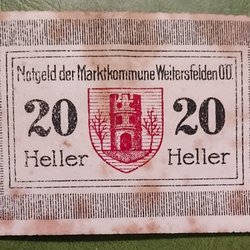 Notgeld der Marktkommune Weitersfelden O.Ö.
20 20
Heller Heller